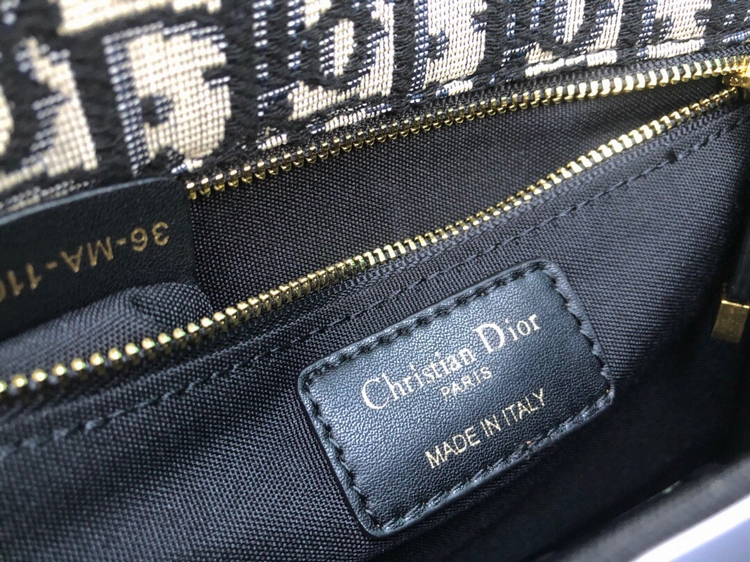 36-MA-11
Christian Dior
PARIS
MADE IN ITALY